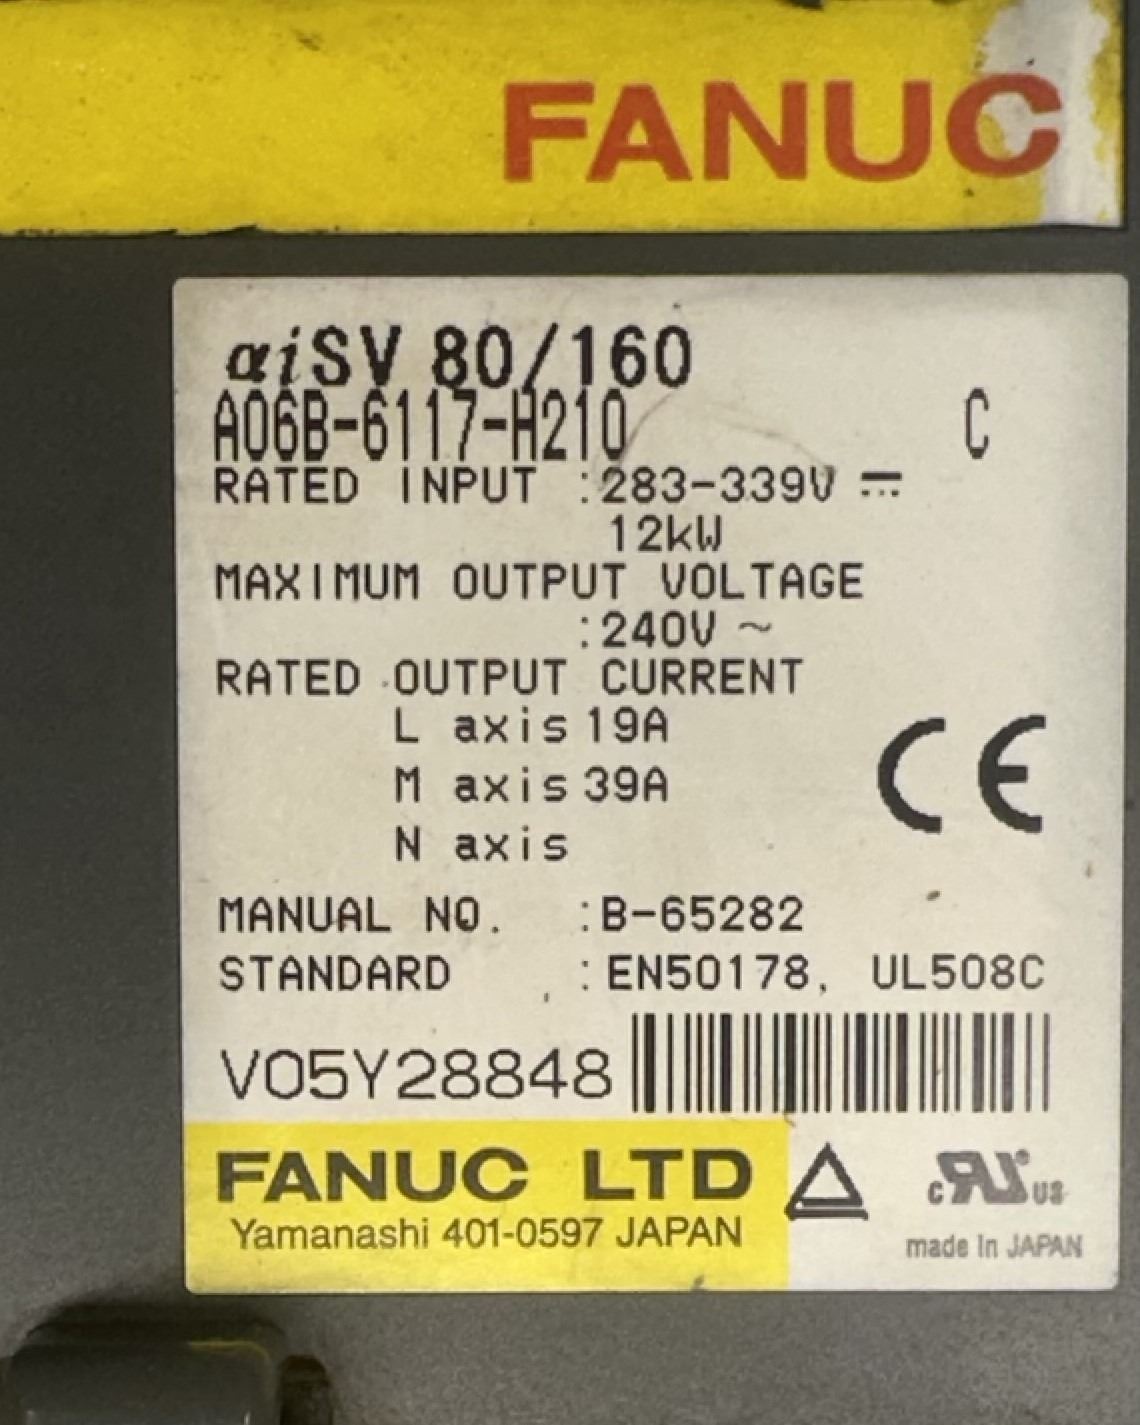 FANUC
αiSV 80/160
A06B-6117-H210 C
RATED INPUT :283-339V ⎓
12kW
MAXIMUM OUTPUT VOLTAGE
:240V ~
RATED OUTPUT CURRENT
L axis 19A
M axis 39A
N axis
CE
MANUAL NO. :B-65282
STANDARD :EN50178, UL508C
V05Y28848
FANUC LTD
Yamanashi 401-0597 JAPAN
c RU US
made in JAPAN